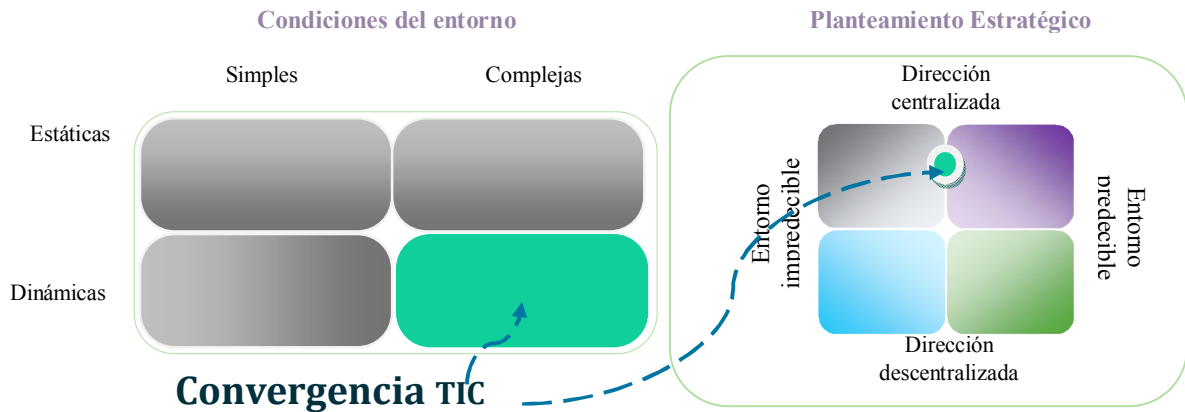 Condiciones del entorno
Simples
Complejas
Estáticas
Dinámicas
Convergencia TIC
Planteamiento Estratégico
Dirección
centralizada
Entorno
impredecible
Entorno
predecible
Dirección
descentralizada